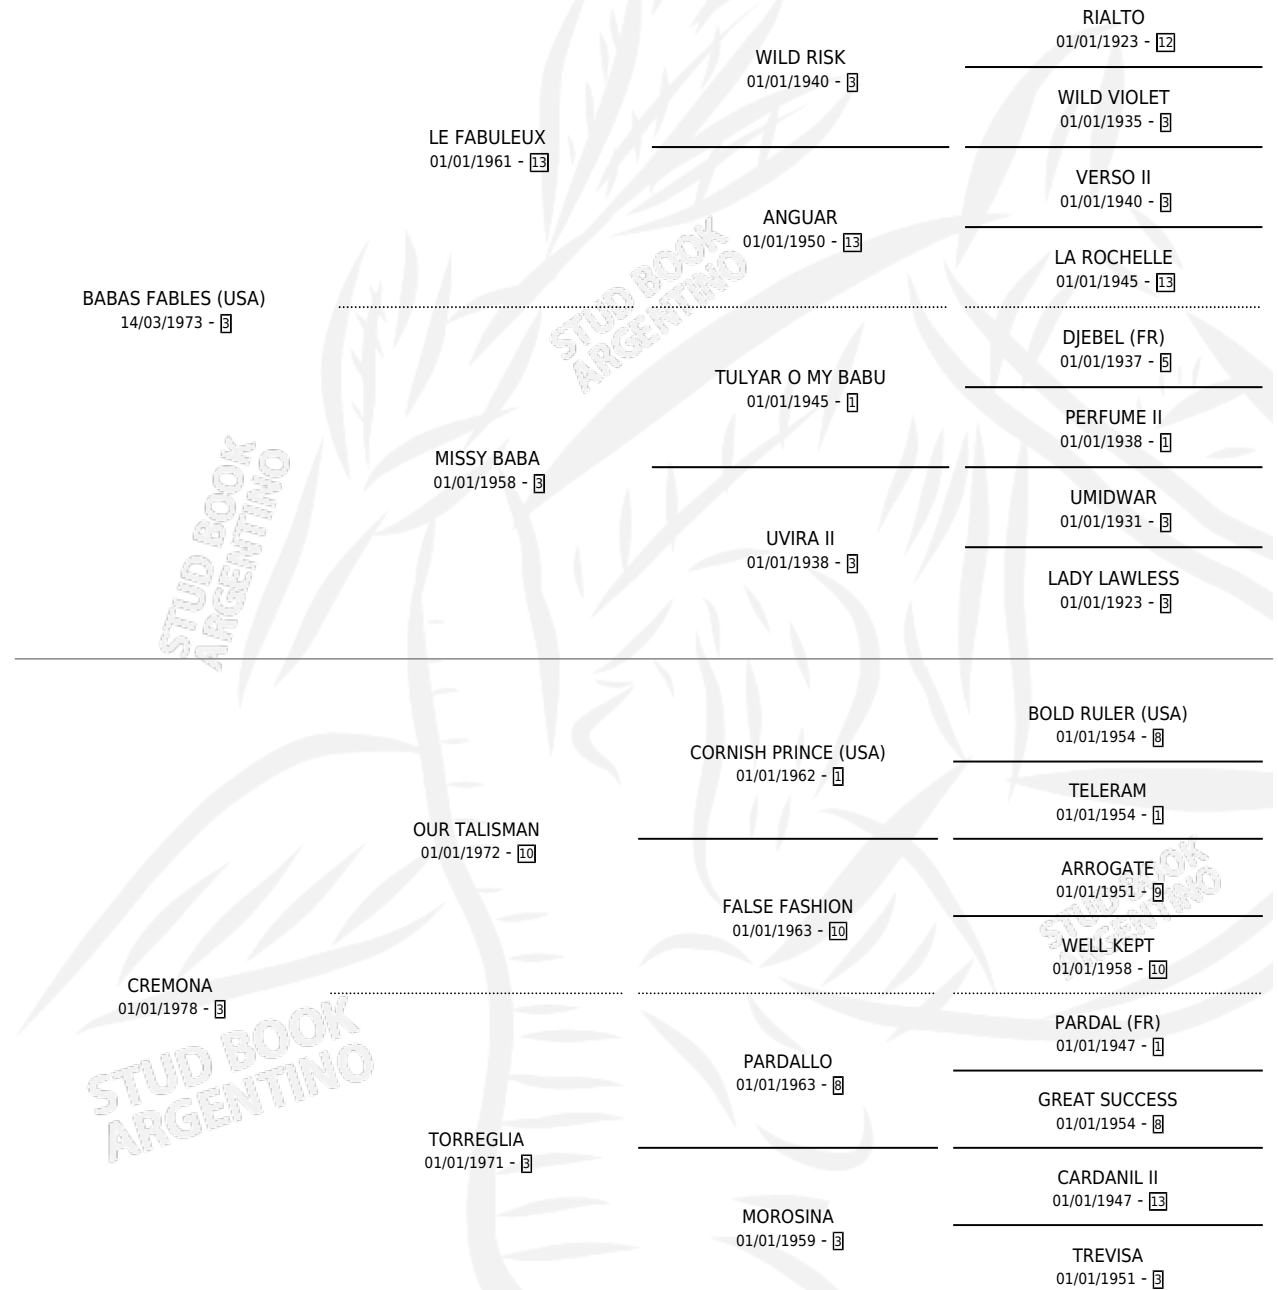 RIALTO
01/01/1923 - 12
WILD RISK
01/01/1940 - 3
WILD VIOLET
01/01/1935 - 3
LE FABULEUX
01/01/1961 - 13
VERSO II
01/01/1940 - 3
ANGUAR
01/01/1950 - 13
LA ROCHELLE
01/01/1945 - 13
BABAS FABLES (USA)
14/03/1973 - 3
DJEBEL (FR)
01/01/1937 - 5
TULYAR O MY BABU
01/01/1945 - 1
PERFUME II
01/01/1938 - 1
MISSY BABA
01/01/1958 - 3
UMIDWAR
01/01/1931 - 3
UVIRA II
01/01/1938 - 3
LADY LAWLESS
01/01/1923 - 3
STUD BOOK
ARGENTINO
STUD BOOK
ARGENTINO
BOLD RULER (USA)
01/01/1954 - 8
CORNISH PRINCE (USA)
01/01/1962 - 1
TELERAM
01/01/1954 - 1
OUR TALISMAN
01/01/1972 - 10
ARROGATE
01/01/1951 - 9
FALSE FASHION
01/01/1963 - 10
WELL KEPT
01/01/1958 - 10
CREMONA
01/01/1978 - 3
PARDAL (FR)
01/01/1947 - 1
PARDALLO
01/01/1963 - 8
GREAT SUCCESS
01/01/1954 - 8
TORREGLIA
01/01/1971 - 3
CARDANIL II
01/01/1947 - 13
MOROSINA
01/01/1959 - 3
TREVISA
01/01/1951 - 3
STUD BOOK
ARGENTINO
STUD BOOK
ARGENTINO